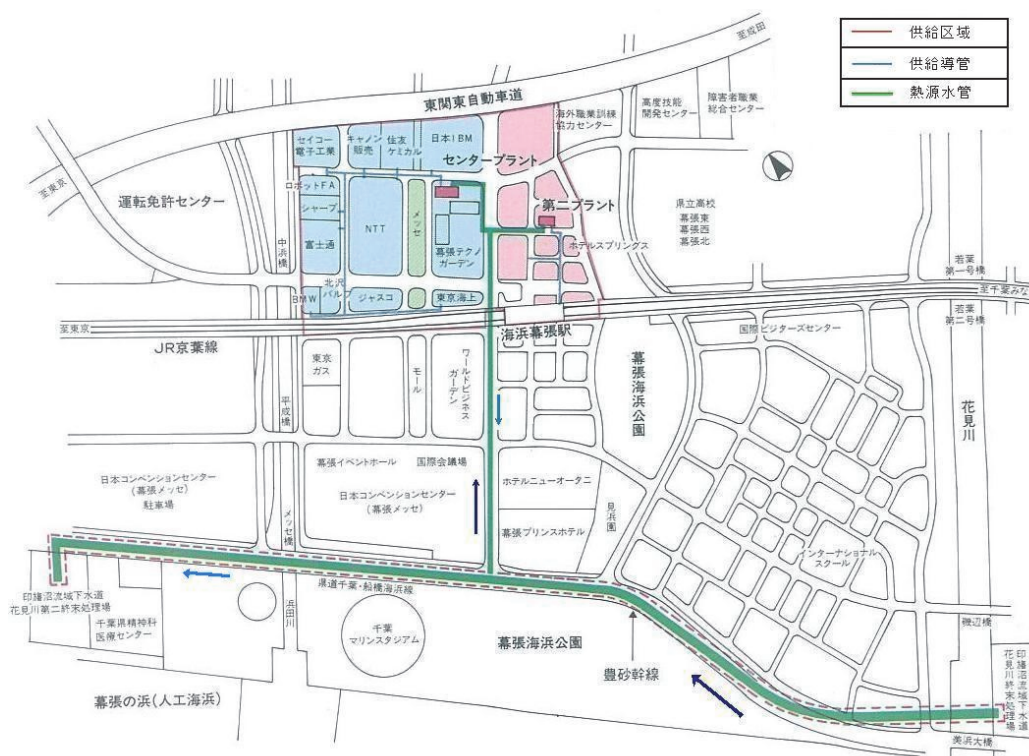 供給区域
供給導管
熱源水管
至成田
東関東自動車道
海外職業訓練
協力センター
高度技能
開発センター
障害者職業
総合センター
セイコー
電子工業
キャノン
販売
住友
ケミカル
日本IBM
センタープラント
至東京
運転免許センター
ロボットFA
シャープ
富士通
NTT
メッセ
幕張テクノ
ガーデン
第二プラント
ホテルスプリングス
県立高校
幕張東
幕張西
幕張北
中浜橋
北沢
バルブ
BMW
ジャスコ
東京海上
若葉
第一号橋
至千葉みな
若葉
第二号橋
至東京
JR京葉線
海浜幕張駅
国際ビジターズセンター
東京
ガス
モール
ワールドビジネス
ガーデン
幕張海浜公園
花見川
平成橋
幕張イベントホール
国際会議場
日本コンベンションセンター
(幕張メッセ)
駐車場
日本コンベンションセンター
(幕張メッセ)
ホテルニューオータニ
幕張プリンスホテル
見浜園
メッセ橋
インターナショナル
スクール
県道千葉・船橋海浜線
印旛沼流域下水道
花見川第二終末処理場
千葉県精神科
医療センター
浜田川
千葉
マリンスタジアム
幕張海浜公園
豊砂幹線
磯辺橋
印旛沼流域下水道
花見川終末処理場
美浜大橋
幕張の浜(人工海浜)